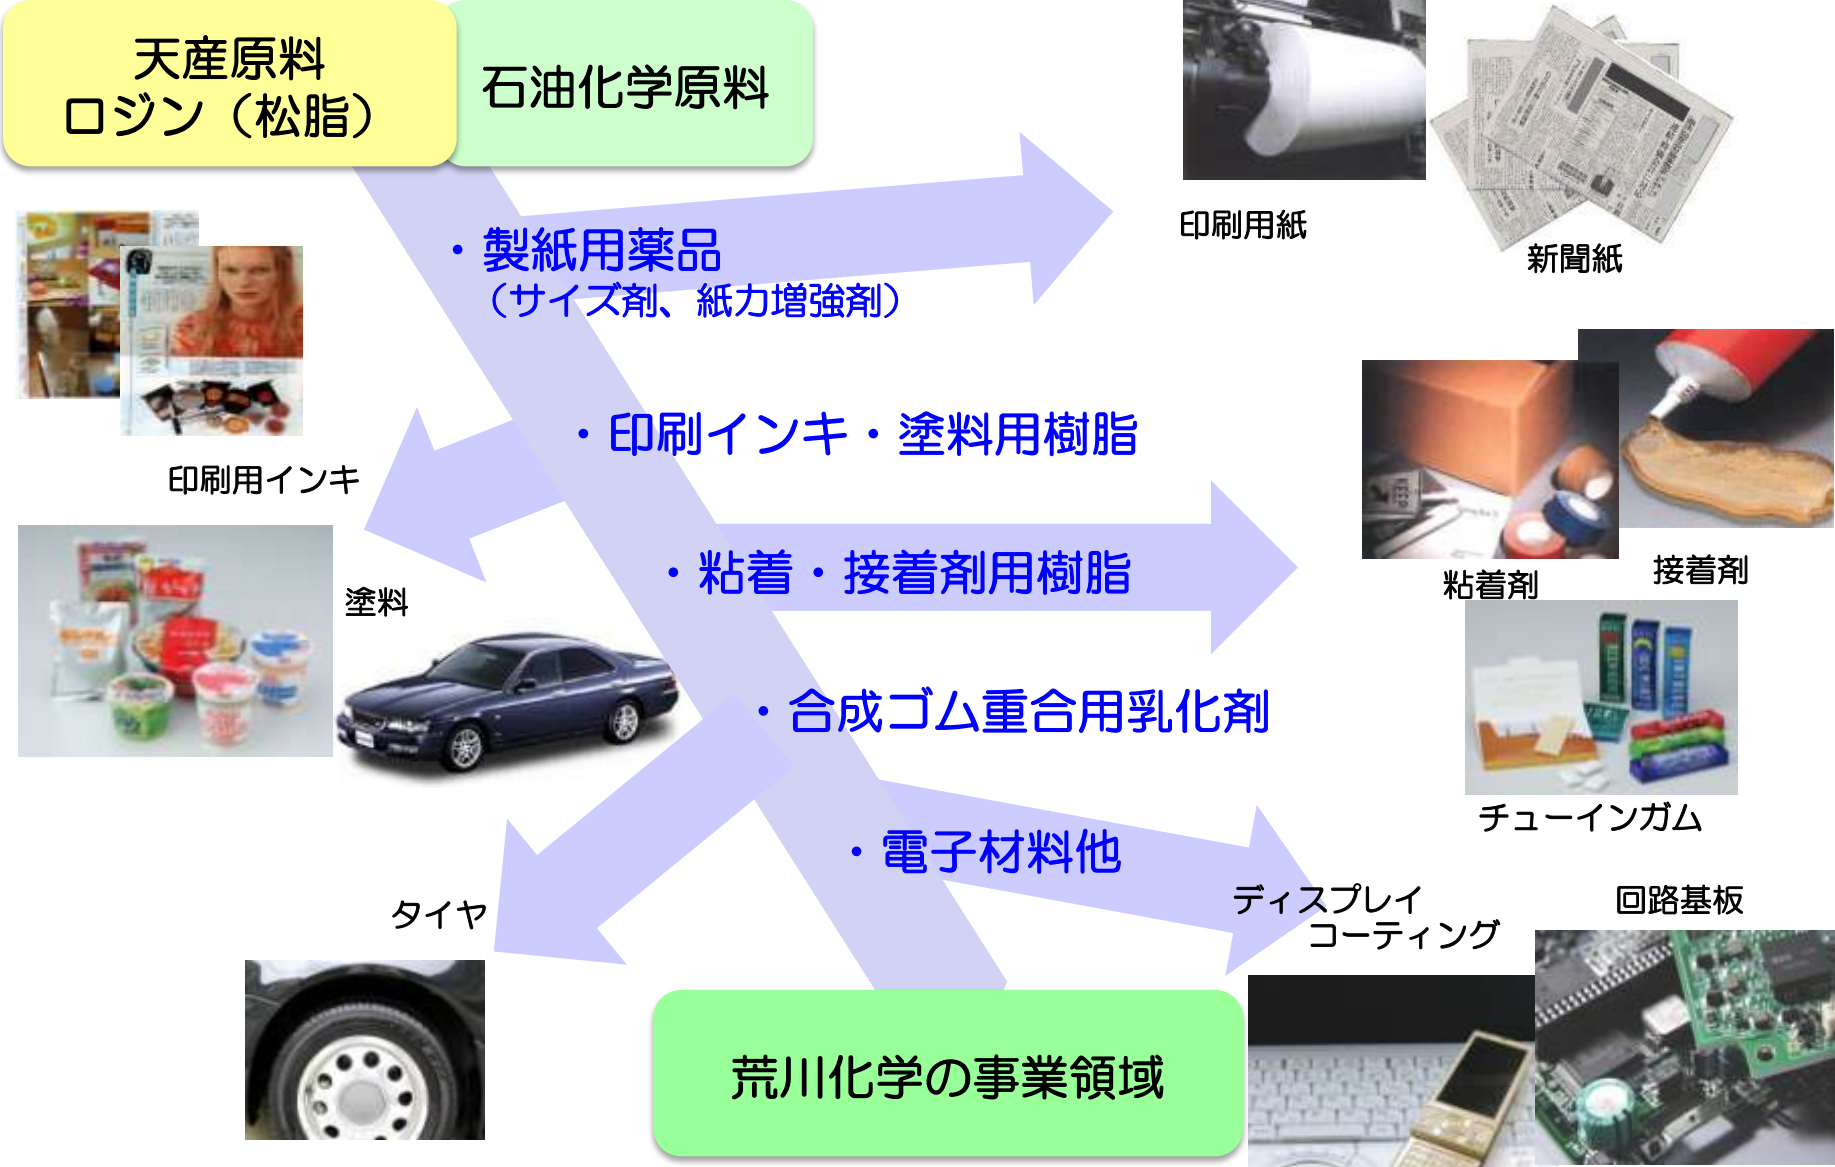 天産原料
ロジン（松脂）
石油化学原料
印刷用紙
新聞紙
・製紙用薬品
（サイズ剤、紙力増強剤）
・印刷インキ・塗料用樹脂
印刷用インキ
・粘着・接着剤用樹脂
粘着剤
接着剤
塗料
・合成ゴム重合用乳化剤
チューインガム
・電子材料他
タイヤ
ディスプレイ
コーティング
回路基板
荒川化学の事業領域